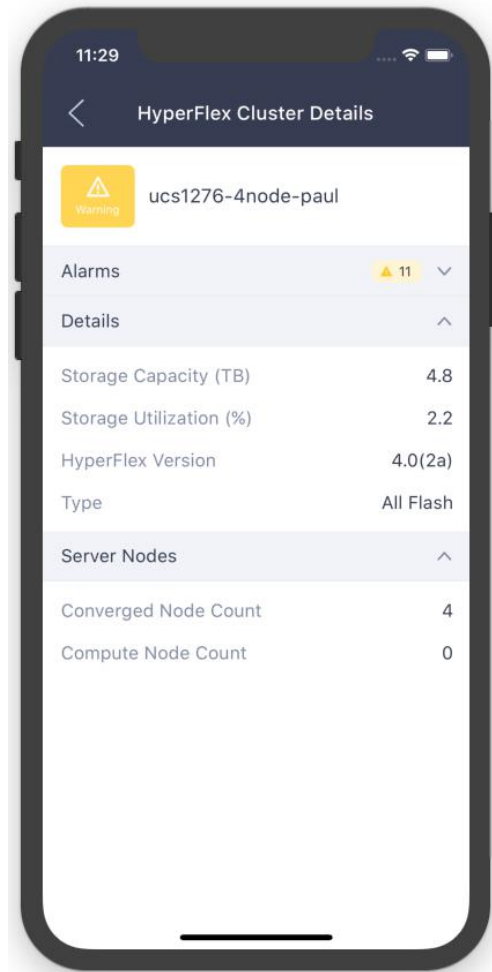 11:29
HyperFlex Cluster Details
Warning
ucs1276-4node-paul
Alarms 11
Details
Storage Capacity (TB) 4.8
Storage Utilization (%) 2.2
HyperFlex Version 4.0(2a)
Type All Flash
Server Nodes
Converged Node Count 4
Compute Node Count 0